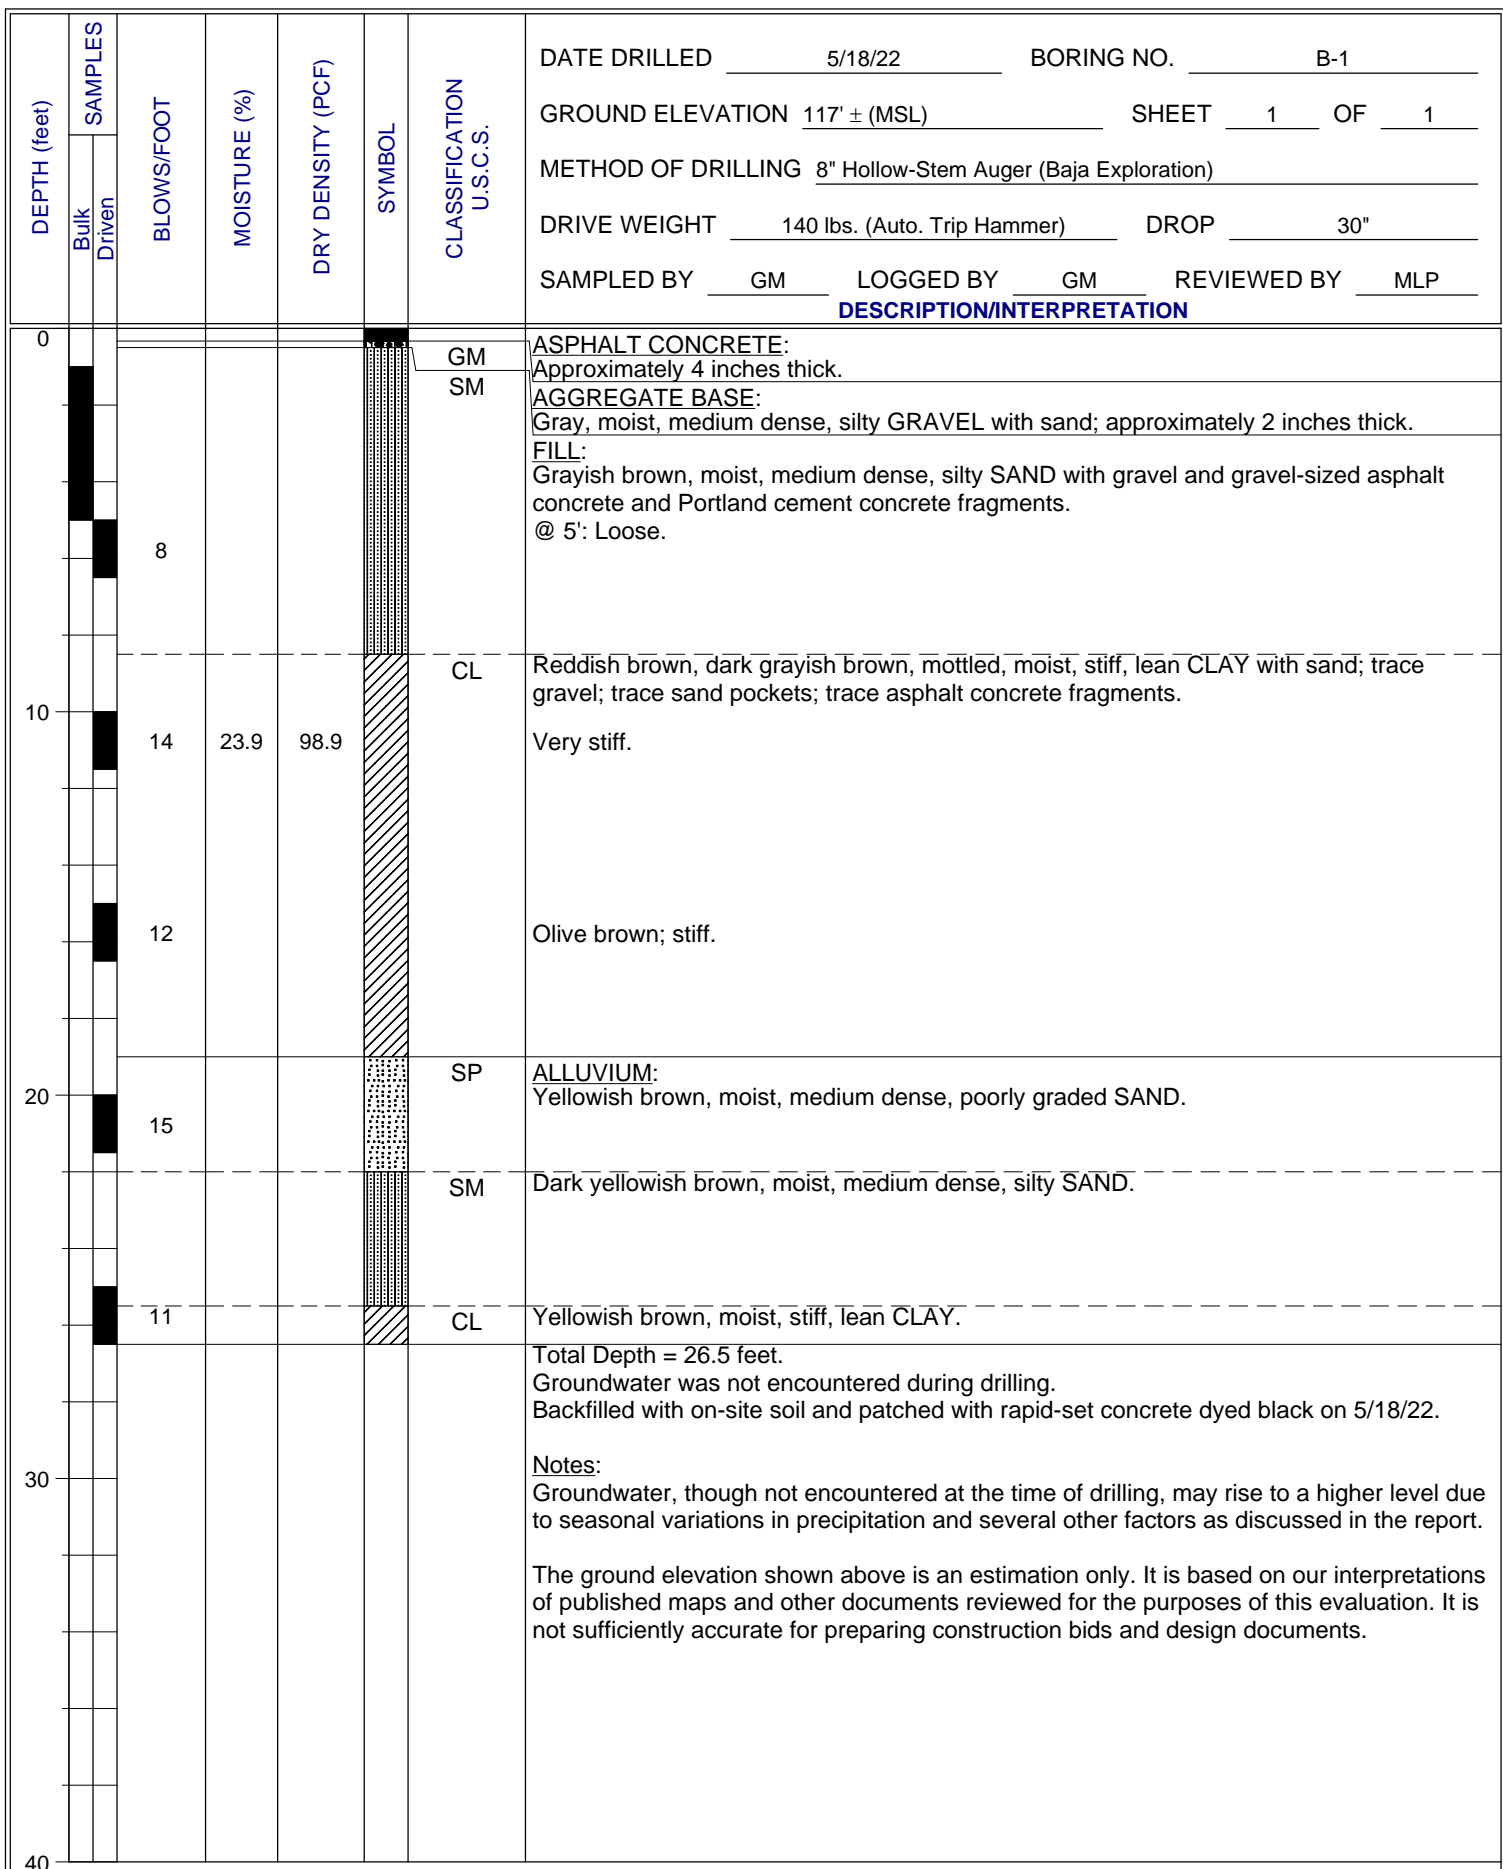 DEPTH (feet)
SAMPLES
Bulk
Driven
BLOWS/FOOT
MOISTURE (%)
DRY DENSITY (PCF)
SYMBOL
CLASSIFICATION
U.S.C.S.
DATE DRILLED 5/18/22 BORING NO. B-1
GROUND ELEVATION 117' ± (MSL) SHEET 1 OF 1
METHOD OF DRILLING 8" Hollow-Stem Auger (Baja Exploration)
DRIVE WEIGHT 140 lbs. (Auto. Trip Hammer) DROP 30"
SAMPLED BY GM LOGGED BY GM REVIEWED BY MLP
DESCRIPTION/INTERPRETATION
0
GM
SM
ASPHALT CONCRETE:
Approximately 4 inches thick.
AGGREGATE BASE:
Gray, moist, medium dense, silty GRAVEL with sand; approximately 2 inches thick.
FILL:
Grayish brown, moist, medium dense, silty SAND with gravel and gravel-sized asphalt
concrete and Portland cement concrete fragments.
@ 5': Loose.
8
CL Reddish brown, dark grayish brown, mottled, moist, stiff, lean CLAY with sand; trace
gravel; trace sand pockets; trace asphalt concrete fragments.
10
14 23.9 98.9 Very stiff.
12 Olive brown; stiff.
SP ALLUVIUM:
20 Yellowish brown, moist, medium dense, poorly graded SAND.
15
SM Dark yellowish brown, moist, medium dense, silty SAND.
11 CL Yellowish brown, moist, stiff, lean CLAY.
Total Depth = 26.5 feet.
Groundwater was not encountered during drilling.
Backfilled with on-site soil and patched with rapid-set concrete dyed black on 5/18/22.
Notes:
30
Groundwater, though not encountered at the time of drilling, may rise to a higher level due
to seasonal variations in precipitation and several other factors as discussed in the report.
The ground elevation shown above is an estimation only. It is based on our interpretations
of published maps and other documents reviewed for the purposes of this evaluation. It is
not sufficiently accurate for preparing construction bids and design documents.
40